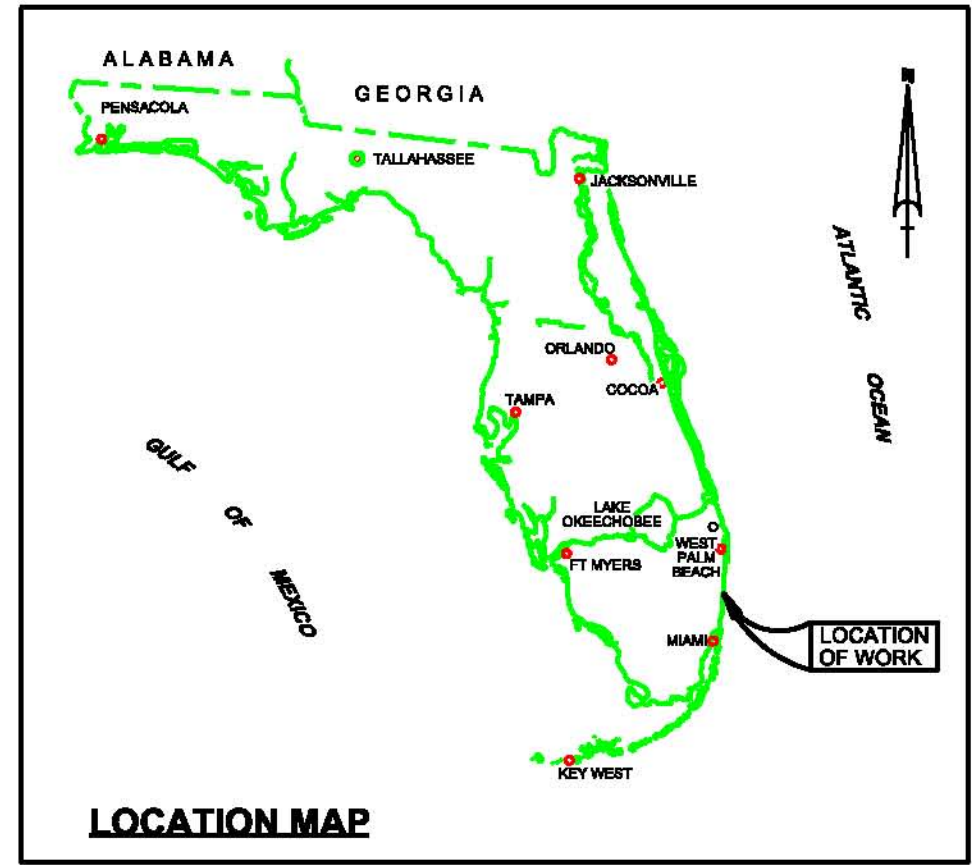 ALABAMA
GEORGIA
N
PENSACOLA
TALLAHASSEE
JACKSONVILLE
ATLANTIC
OCEAN
ORLANDO
COCOA
TAMPA
GULF
OF
MEXICO
LAKE
OKEECHOBEE
WEST
PALM
BEACH
FT MYERS
MIAMI
LOCATION
OF WORK
KEY WEST
LOCATION MAP